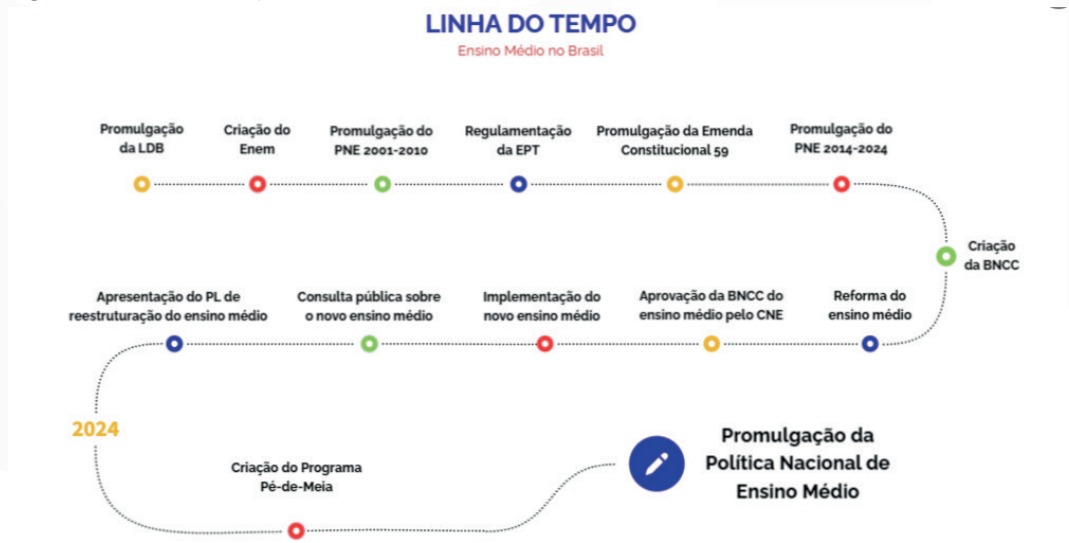 LINHA DO TEMPO
Ensino Médio no Brasil
Promulgação
da LDB
Criação do
Enem
Promulgação do
PNE 2001-2010
Regulamentação
da EPT
Promulgação da Emenda
Constitucional 59
Promulgação do
PNE 2014-2024
Criação
da BNCC
Reforma do
ensino médio
Aprovação da BNCC do
ensino médio pelo CNE
Implementação do
novo ensino médio
Consulta pública sobre
o novo ensino médio
Apresentação do PL de
reestruturação do ensino médio
2024
Criação do Programa
Pé-de-Meia
Promulgação da
Política Nacional de
Ensino Médio